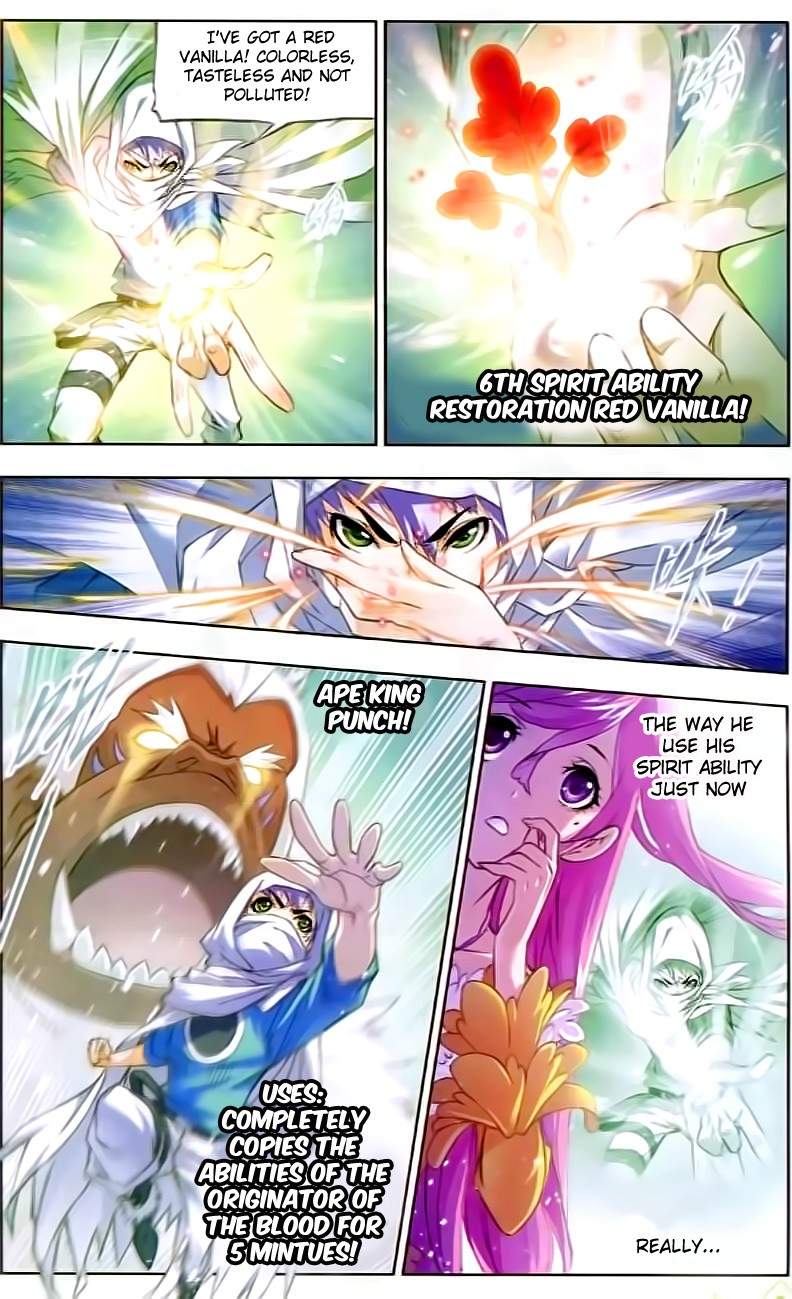 I'VE GOT A RED
VANILLA! COLORLESS,
TASTELESS AND NOT
POLLUTED!
6TH SPIRIT ABILITY
RESTORATION RED VANILLA!
APE KING
PUNCH!
THE WAY HE
USE HIS
SPIRIT ABILITY
JUST NOW
USES:
COMPLETELY
COPIES THE
ABILITIES OF THE
ORIGINATOR OF
THE BLOOD FOR
5 MINTUES!
REALLY...